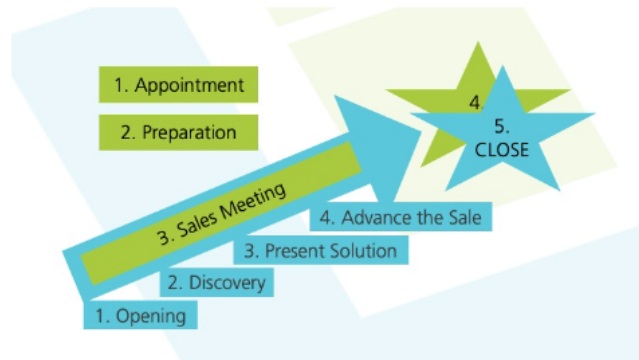 1. Appointment
2. Preparation
3. Sales Meeting
1. Opening
2. Discovery
3. Present Solution
4. Advance the Sale
4.
5.
CLOSE